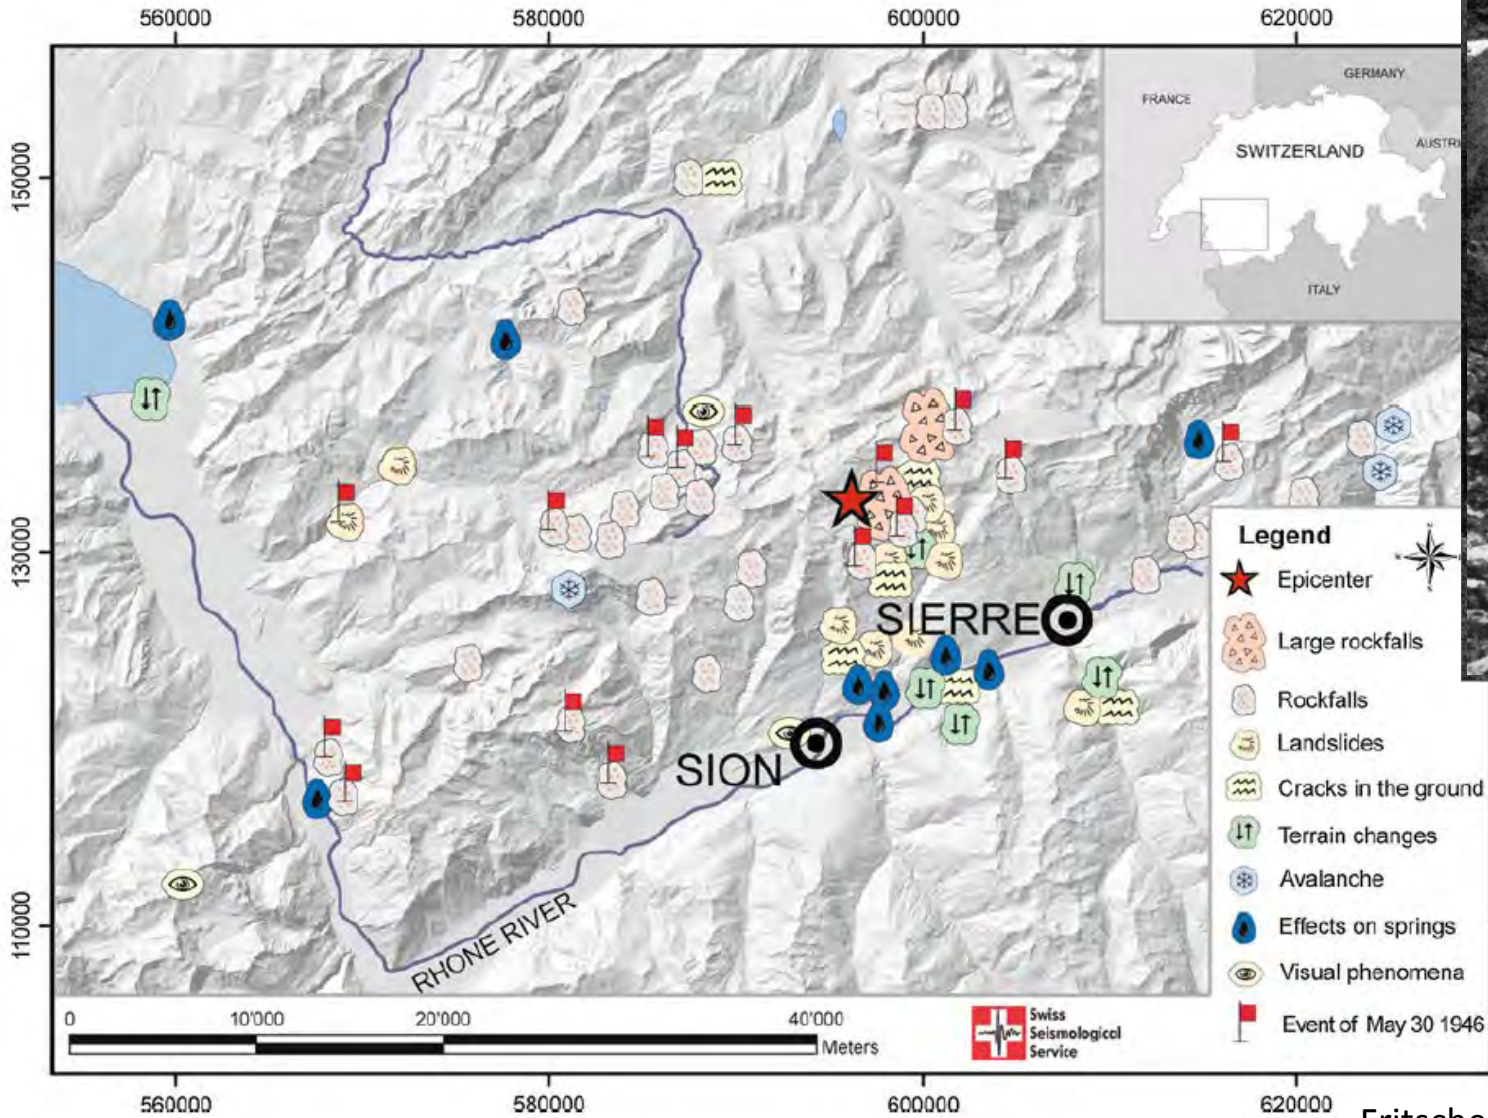 560000 580000 600000 620000
150000
130000
110000
FRANCE
GERMANY
SWITZERLAND
AUSTRI
ITALY
SIERRE
SION
RHONE RIVER
Legend
Epicenter
Large rockfalls
Rockfalls
Landslides
Cracks in the ground
Terrain changes
Avalanche
Effects on springs
Visual phenomena
Event of May 30 1946
0 10'000 20'000 40'000
Meters
Swiss
Seismological
Service
560000 580000 600000 620000